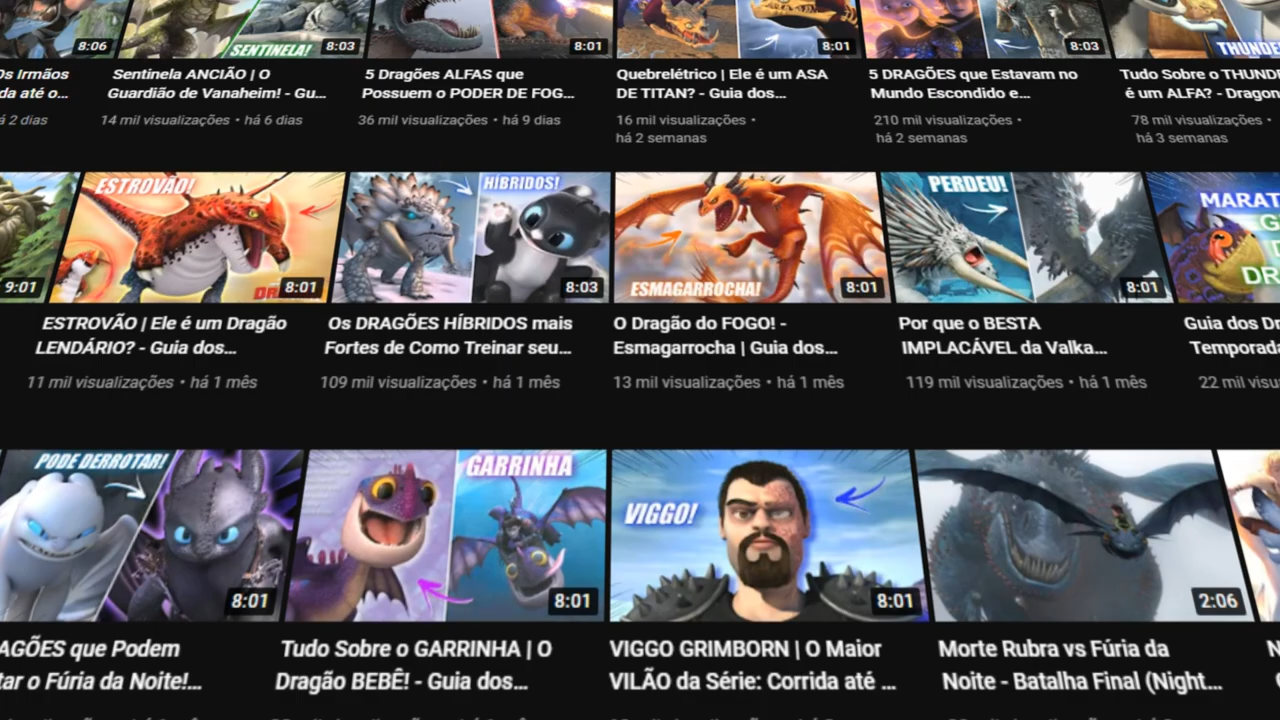 8:06
SENTINELA!
8:03
8:01
8:01
8:03
Os Irmãos
da até o...
há 2 dias
Sentinela ANCIÃO | O
Guardião de Vanaheim! - Gu...
14 mil visualizações • há 6 dias
5 Dragões ALFAS que
Possuem o PODER DE FOG...
36 mil visualizações • há 9 dias
Quebrelétrico | Ele é um ASA
DE TITAN? - Guia dos...
16 mil visualizações •
há 2 semanas
5 DRAGÕES que Estavam no
Mundo Escondido e...
210 mil visualizações •
há 2 semanas
Tudo Sobre o THUND
é um ALFA? - Dragon
78 mil visualizações •
há 3 semanas
9:01
ESTROVÃO!
8:01
HÍBRIDOS!
8:03
ESMAGARROCHA!
8:01
PERDEU!
8:01
MARAT
G
DR
ESTROVÃO | Ele é um Dragão
LENDÁRIO? - Guia dos...
11 mil visualizações • há 1 mês
Os DRAGÕES HÍBRIDOS mais
Fortes de Como Treinar seu...
109 mil visualizações • há 1 mês
O Dragão do FOGO! -
Esmagarrocha | Guia dos...
13 mil visualizações • há 1 mês
Por que o BESTA
IMPLACÁVEL da Valka...
119 mil visualizações • há 1 mês
Guia dos Dr
Temporada
22 mil visu
PODE DERROTAR!
8:01
GARRINHA
8:01
VIGGO!
8:01
2:06
AGÕES que Podem
tar o Fúria da Noite!...
Tudo Sobre o GARRINHA | O
Dragão BEBÊ! - Guia dos...
VIGGO GRIMBORN | O Maior
VILÃO da Série: Corrida até ...
Morte Rubra vs Fúria da
Noite - Batalha Final (Night...